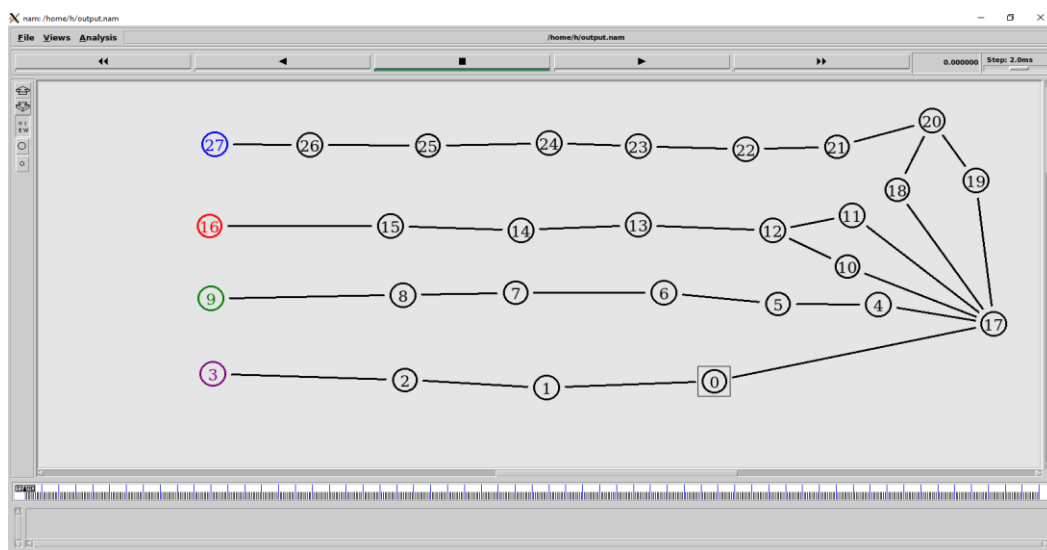 nam: /home/h/output.nam
File Views Analysis /home/h/output.nam
0.000000 Step: 2.0ms
20
27 26 25 24 23 22 21
18 19
16 15 14 13 12 11
10
9 8 7 6 5 4
17
3 2 1 0